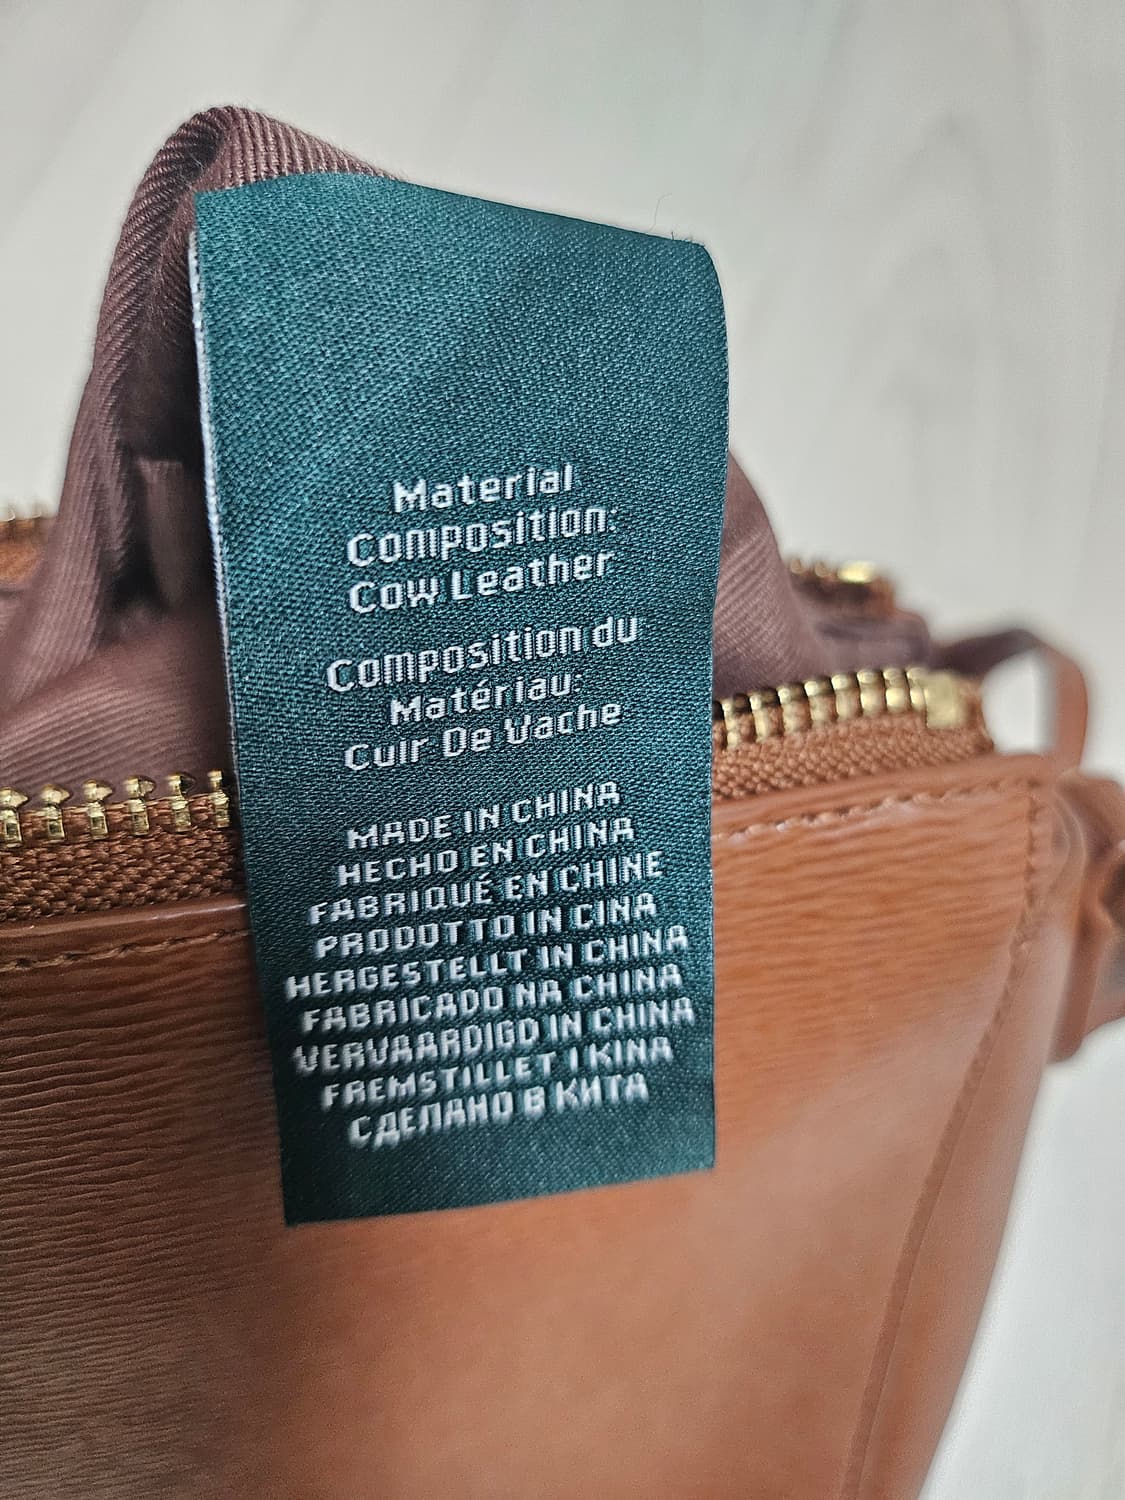 Material
Composition:
Cow Leather
Composition du
Matériau:
Cuir De Vache
MADE IN CHINA
HECHO EN CHINA
FABRIQUÉ EN CHINE
PRODOTTO IN CINA
HERGESTELLT IN CHINA
FABRICADO NA CHINA
VERVAARDIGD IN CHINA
FREMSTILLET I KINA
СДЕЛАНО В КИТА